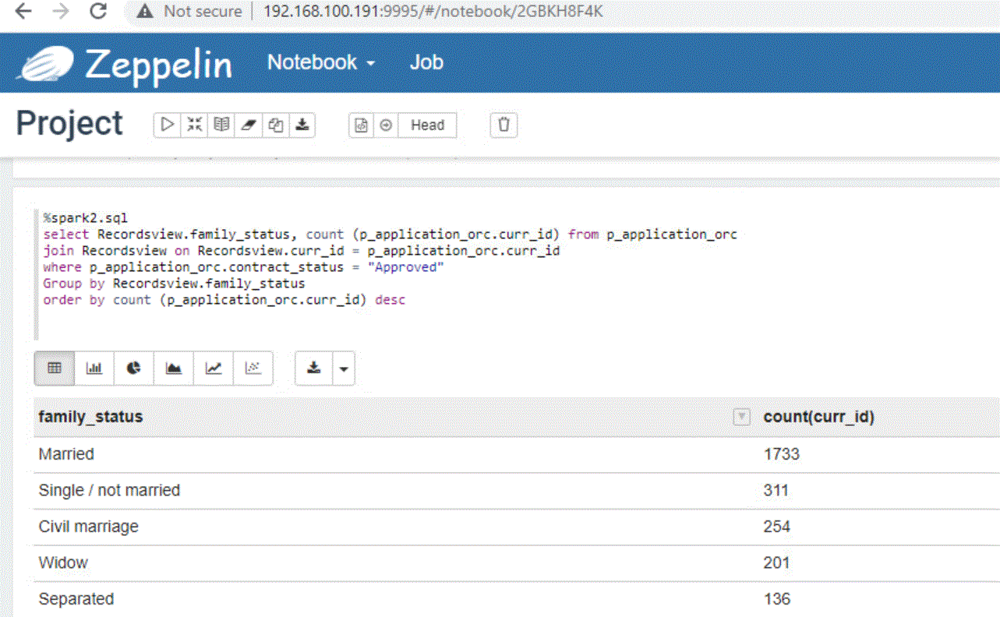 Not secure 192.168.100.191:9995/#/notebook/2GBKH8F4K
Zeppelin Notebook Job
Project Head
%spark2.sql
select Recordsview.family_status, count (p_application_orc.curr_id) from p_application_orc
join Recordsview on Recordsview.curr_id = p_application_orc.curr_id
where p_application_orc.contract_status = "Approved"
Group by Recordsview.family_status
order by count (p_application_orc.curr_id) desc
family_status count(curr_id)
Married 1733
Single / not married 311
Civil marriage 254
Widow 201
Separated 136